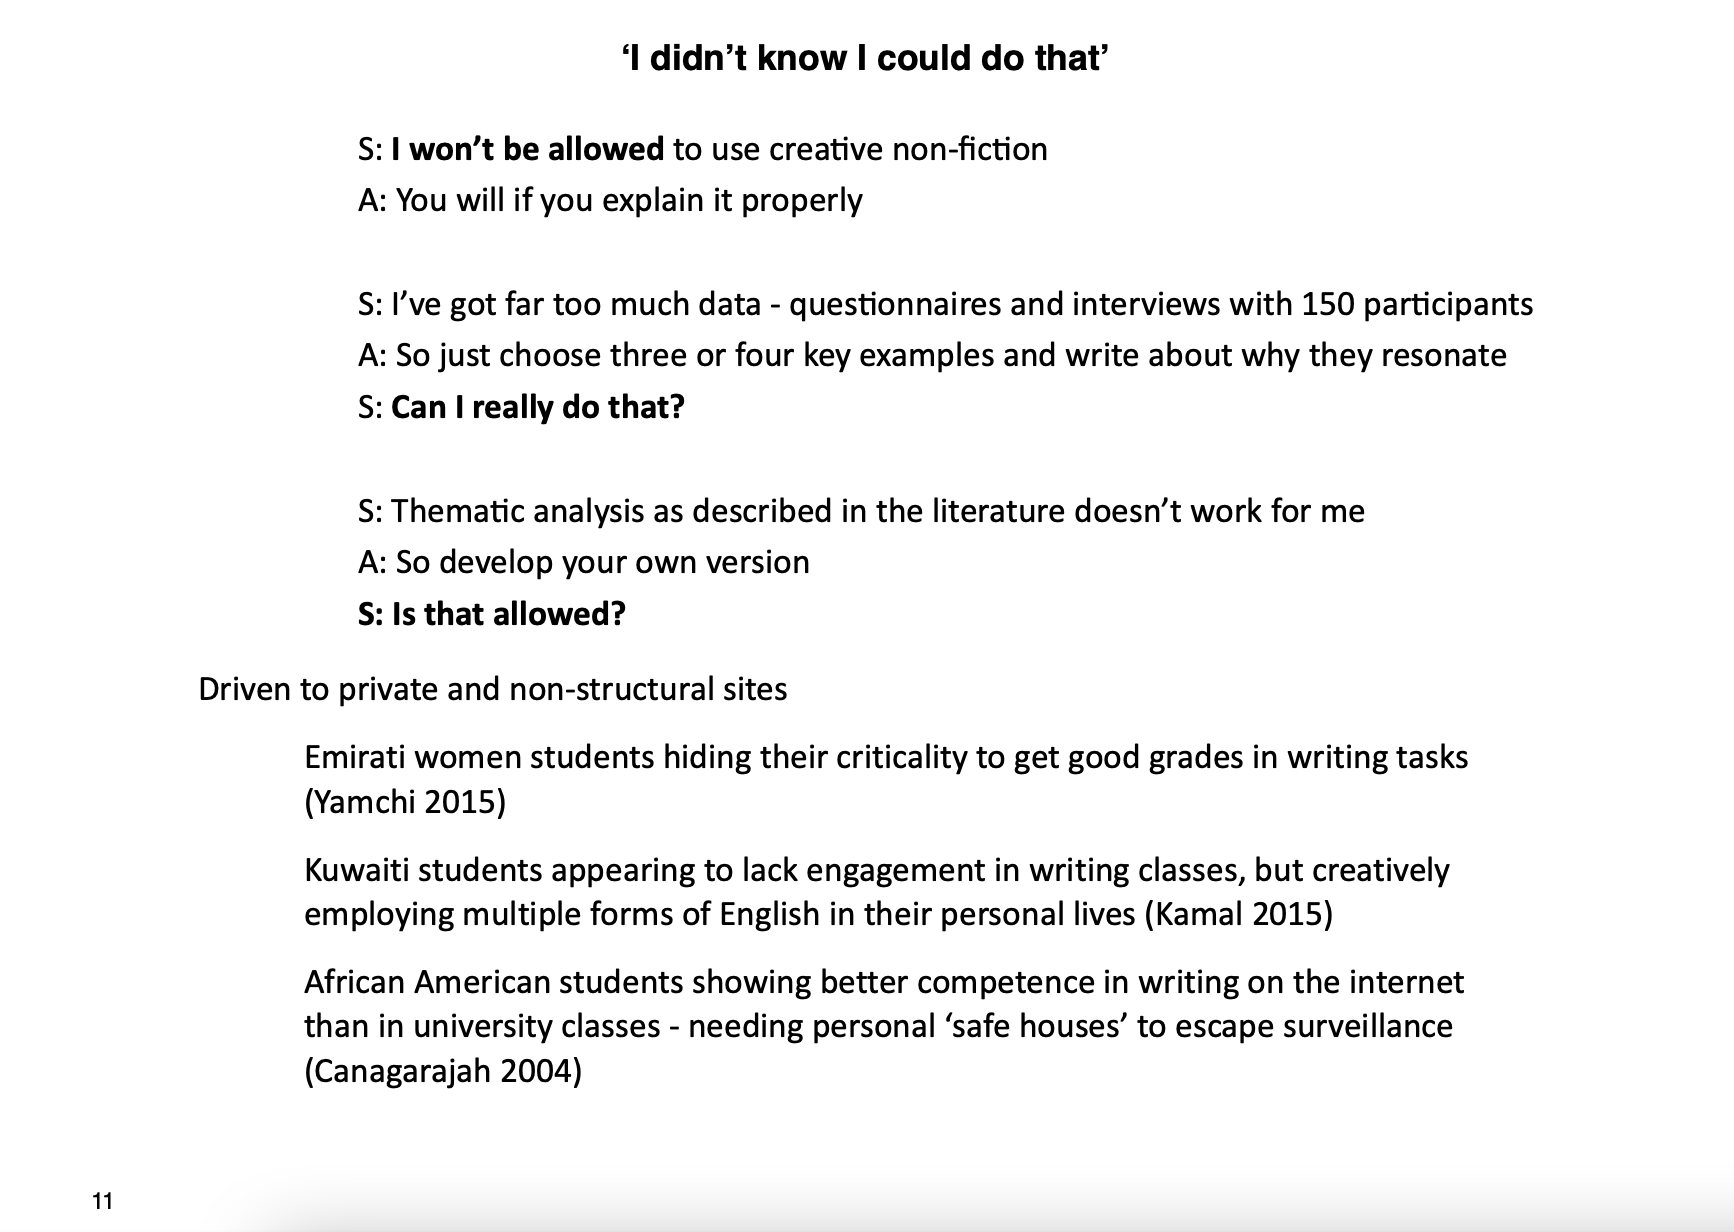 ‘I didn’t know I could do that’
S: I won’t be allowed to use creative non-fiction
A: You will if you explain it properly
S: I’ve got far too much data - questionnaires and interviews with 150 participants
A: So just choose three or four key examples and write about why they resonate
S: Can I really do that?
S: Thematic analysis as described in the literature doesn’t work for me
A: So develop your own version
S: Is that allowed?
Driven to private and non-structural sites
Emirati women students hiding their criticality to get good grades in writing tasks
(Yamchi 2015)
Kuwaiti students appearing to lack engagement in writing classes, but creatively
employing multiple forms of English in their personal lives (Kamal 2015)
African American students showing better competence in writing on the internet
than in university classes - needing personal ‘safe houses’ to escape surveillance
(Canagarajah 2004)
11